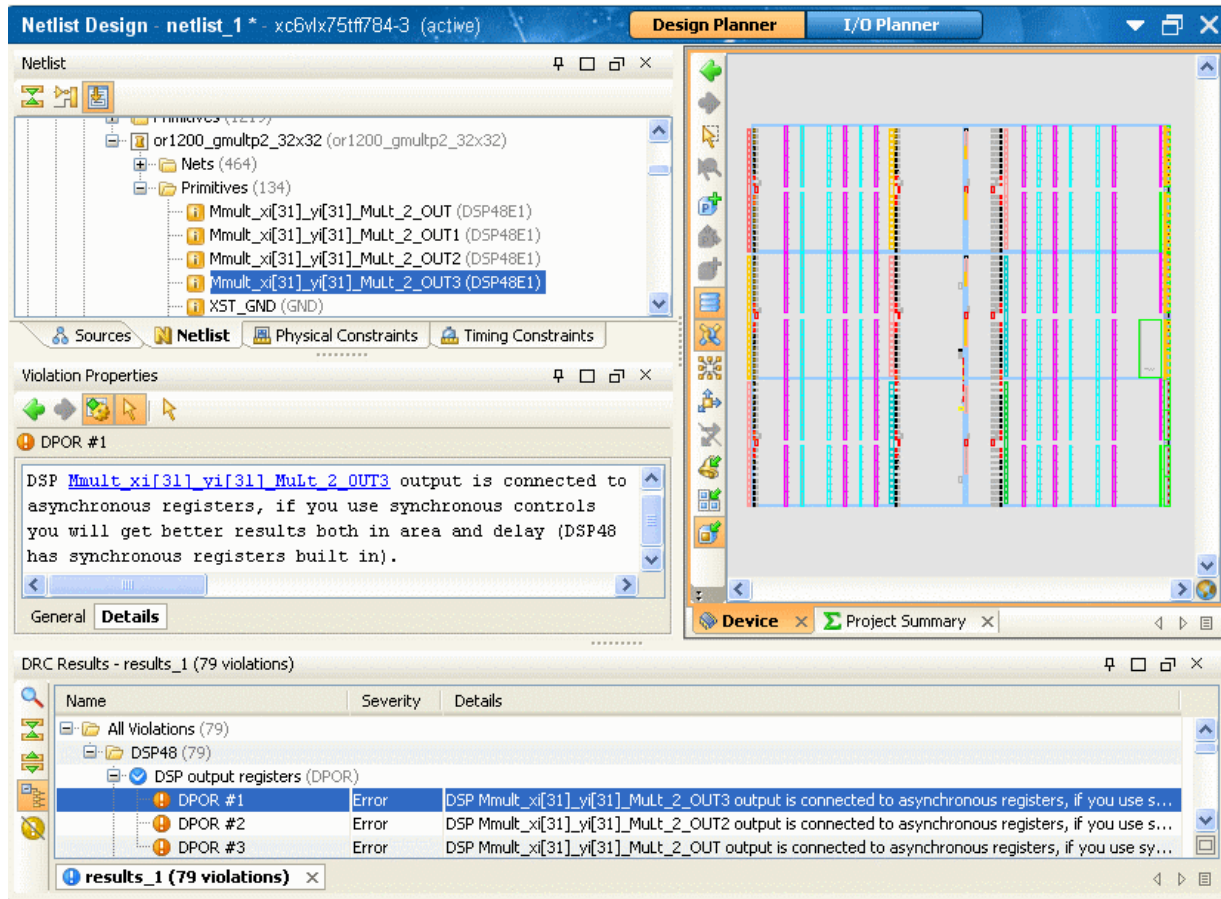 Netlist Design - netlist_1 * - xc6vlx75tff784-3 (active)
Design Planner
I/O Planner
Netlist
Primitives (1219)
or1200_gmultp2_32x32 (or1200_gmultp2_32x32)
Nets (464)
Primitives (134)
Mmult_xi[31]_yi[31]_MuLt_2_OUT (DSP48E1)
Mmult_xi[31]_yi[31]_MuLt_2_OUT1 (DSP48E1)
Mmult_xi[31]_yi[31]_MuLt_2_OUT2 (DSP48E1)
Mmult_xi[31]_yi[31]_MuLt_2_OUT3 (DSP48E1)
XST_GND (GND)
Sources
Netlist
Physical Constraints
Timing Constraints
Violation Properties
DPOR #1
DSP Mmult_xi[31]_yi[31]_MuLt_2_OUT3 output is connected to
asynchronous registers, if you use synchronous controls
you will get better results both in area and delay (DSP48
has synchronous registers built in).
General
Details
Device
Project Summary
DRC Results - results_1 (79 violations)
Name Severity Details
All Violations (79)
DSP48 (79)
DSP output registers (DPOR)
DPOR #1 Error DSP Mmult_xi[31]_yi[31]_MuLt_2_OUT3 output is connected to asynchronous registers, if you use s...
DPOR #2 Error DSP Mmult_xi[31]_yi[31]_MuLt_2_OUT2 output is connected to asynchronous registers, if you use s...
DPOR #3 Error DSP Mmult_xi[31]_yi[31]_MuLt_2_OUT output is connected to asynchronous registers, if you use sy...
results_1 (79 violations)